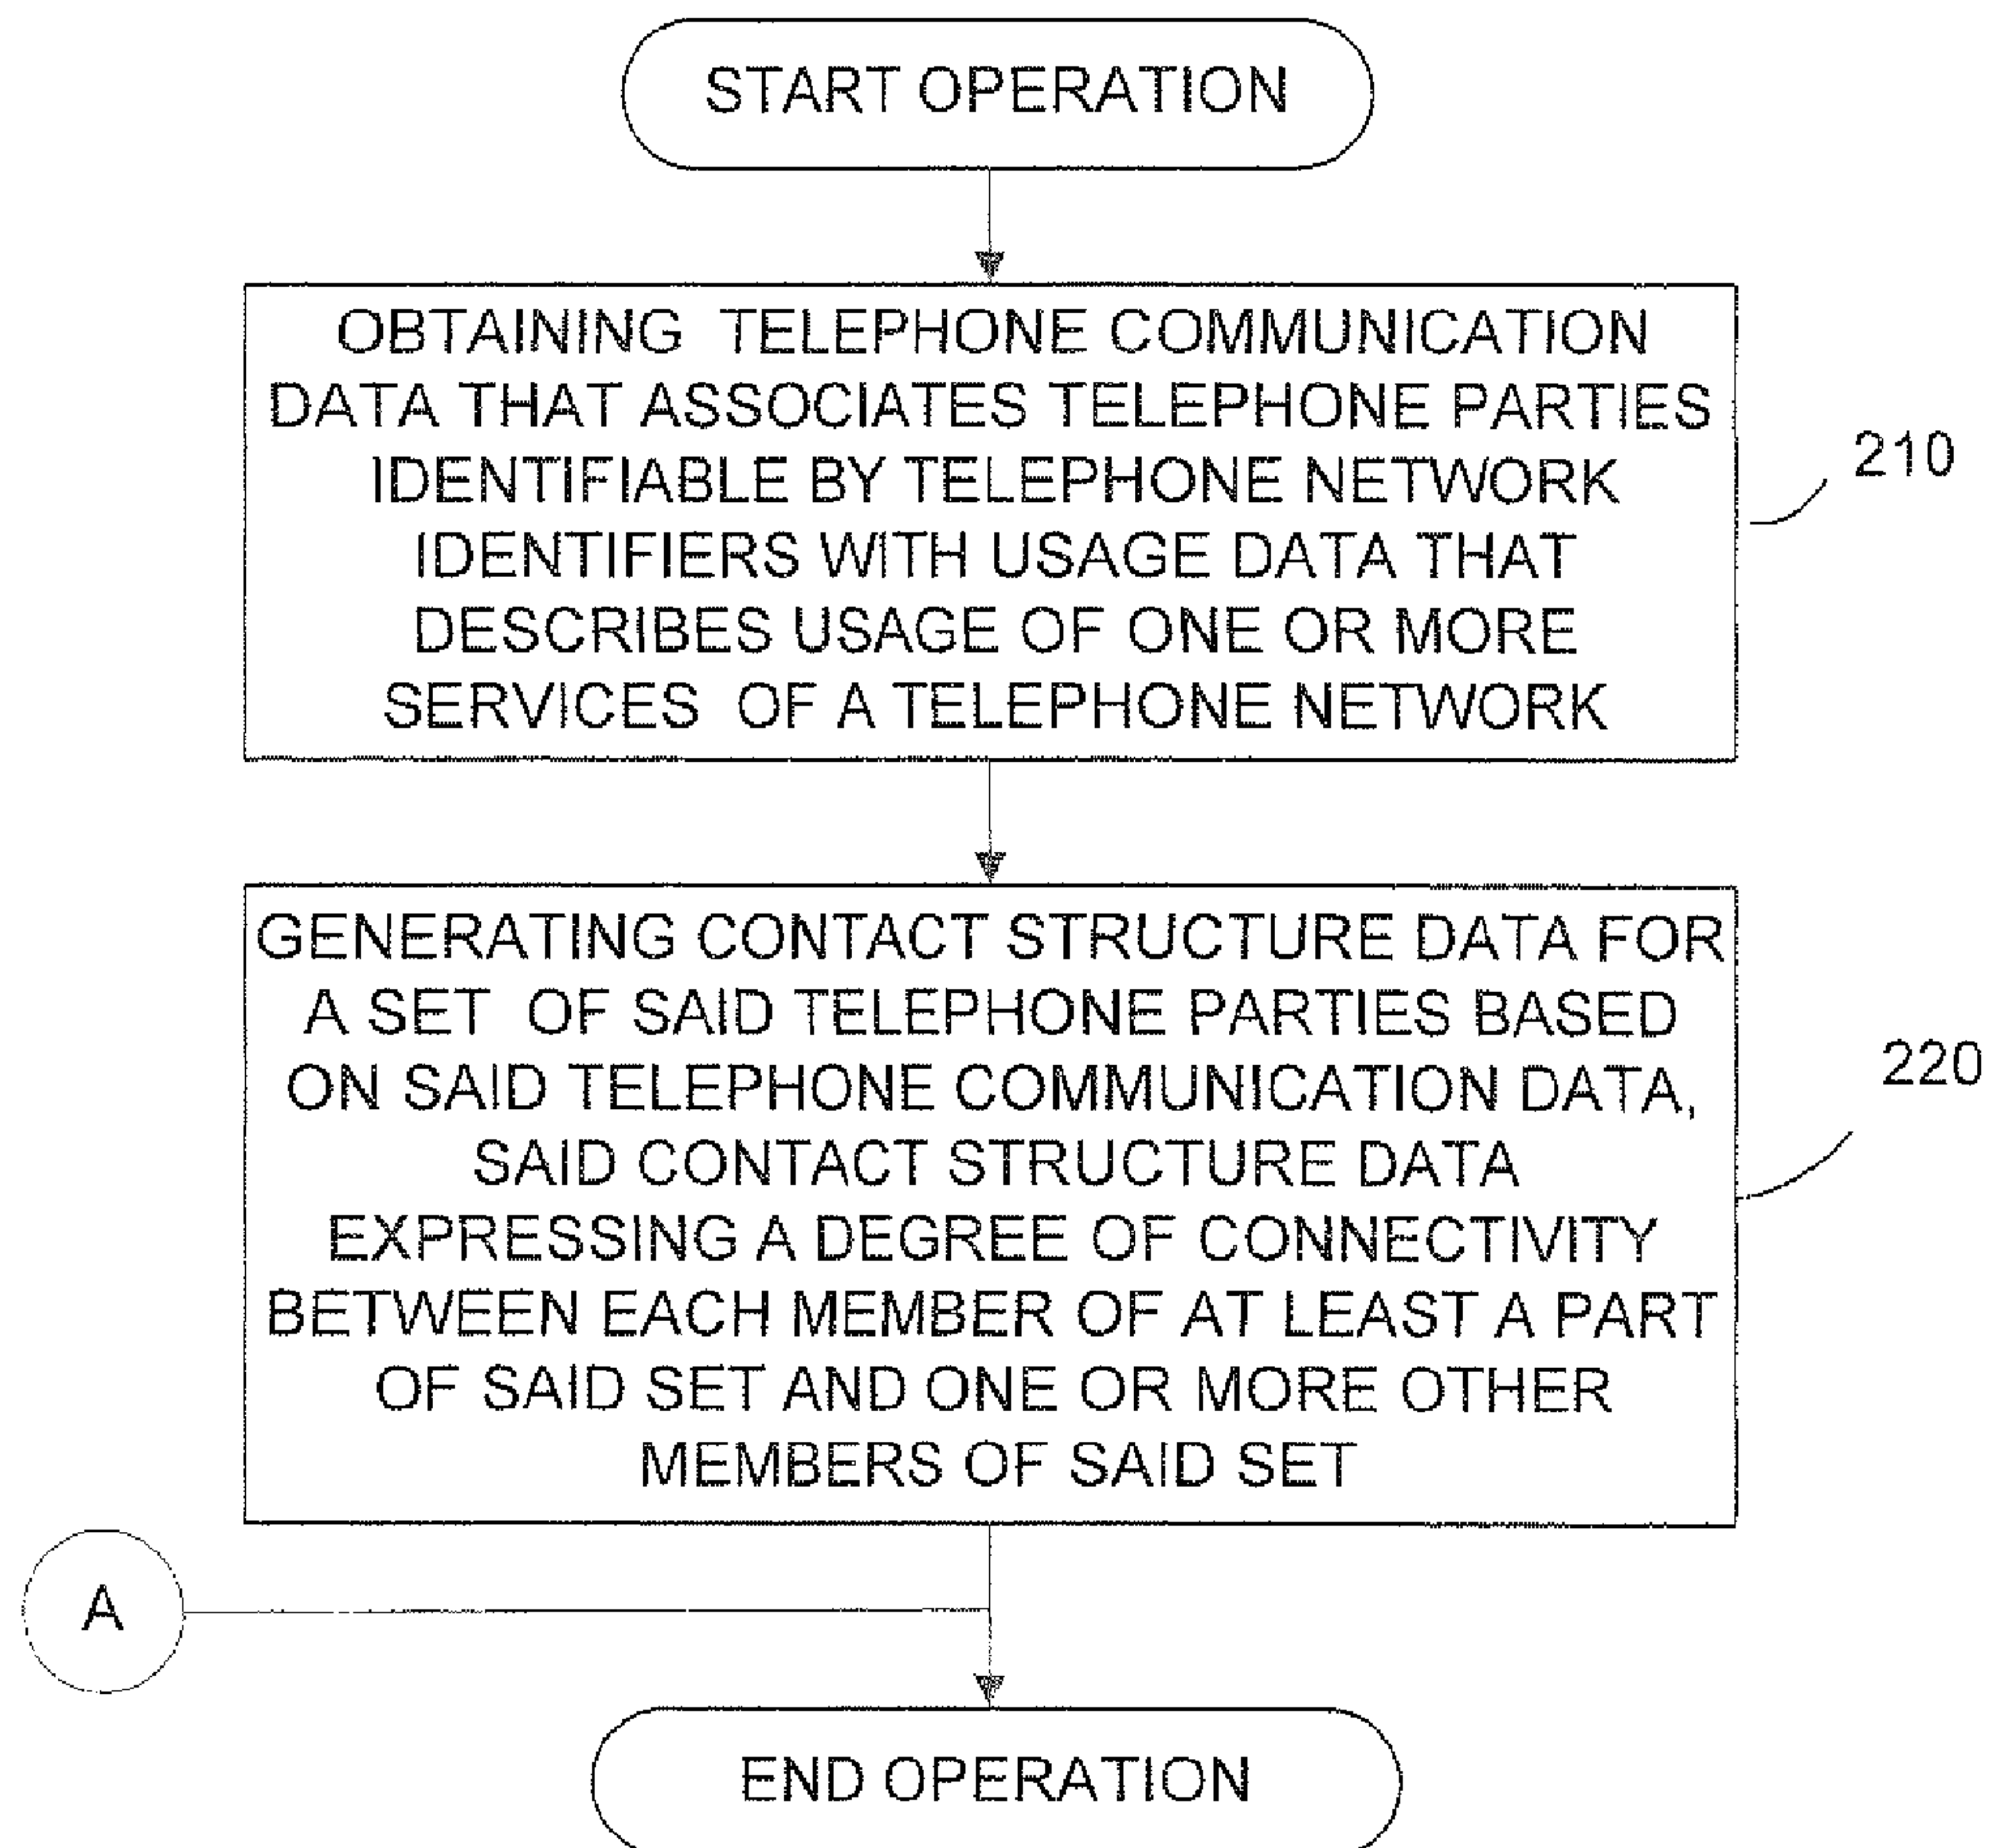 START OPERATION
OBTAINING TELEPHONE COMMUNICATION
DATA THAT ASSOCIATES TELEPHONE PARTIES
IDENTIFIABLE BY TELEPHONE NETWORK
IDENTIFIERS WITH USAGE DATA THAT
DESCRIBES USAGE OF ONE OR MORE
SERVICES OF A TELEPHONE NETWORK
210
GENERATING CONTACT STRUCTURE DATA FOR
A SET OF SAID TELEPHONE PARTIES BASED
ON SAID TELEPHONE COMMUNICATION DATA,
SAID CONTACT STRUCTURE DATA
EXPRESSING A DEGREE OF CONNECTIVITY
BETWEEN EACH MEMBER OF AT LEAST A PART
OF SAID SET AND ONE OR MORE OTHER
MEMBERS OF SAID SET
220
A
END OPERATION